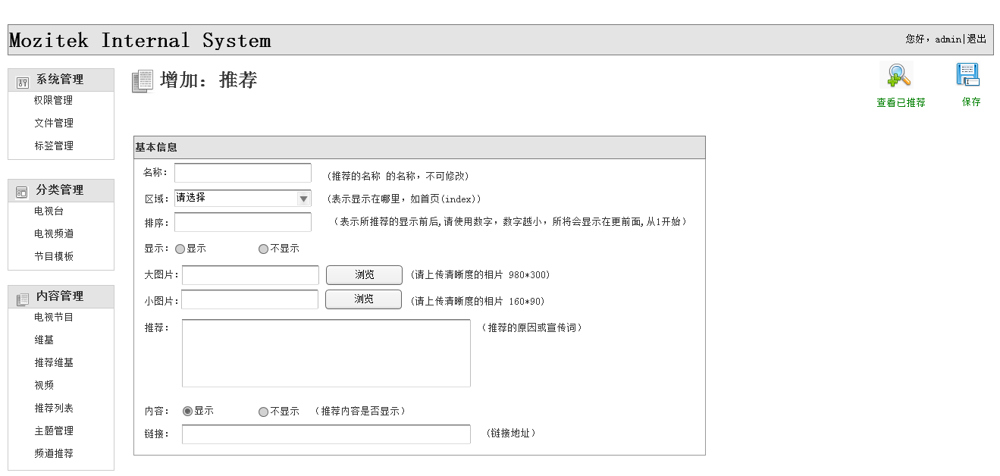 Mozitek Internal System
您好，admin|退出
系统管理
权限管理
文件管理
标签管理
分类管理
电视台
电视频道
节目模板
内容管理
电视节目
维基
推荐维基
视频
推荐列表
主题管理
频道推荐
增加: 推荐
查看已推荐
保存
基本信息
名称:
(推荐的名称 的名称，不可修改)
区域: 请选择
(表示显示在哪里，如首页(index))
排序:
（表示所推荐的显示前后,请使用数字，数字越小，所将会显示在更前面,从1开始）
显示: 显示 不显示
大图片: 浏览 (请上传清晰度的相片 980*300)
小图片: 浏览 (请上传清晰度的相片 160*90)
推荐: （推荐的原因或宣传词）
内容: 显示 不显示 （推荐内容是否显示）
链接: （链接地址）